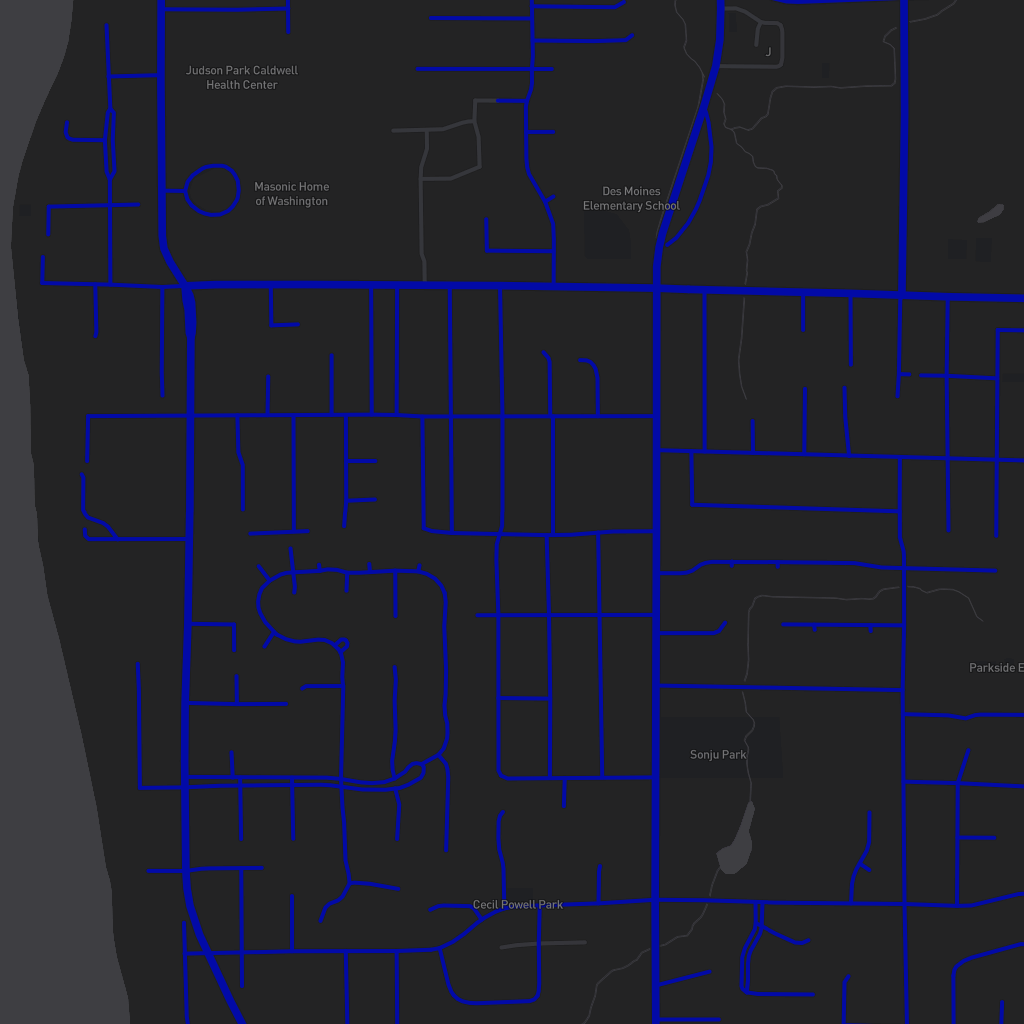 J
Judson Park Caldwell
Health Center
Masonic Home
of Washington
Des Moines
Elementary School
Parkside E
Sonju Park
Cecil Powell Park